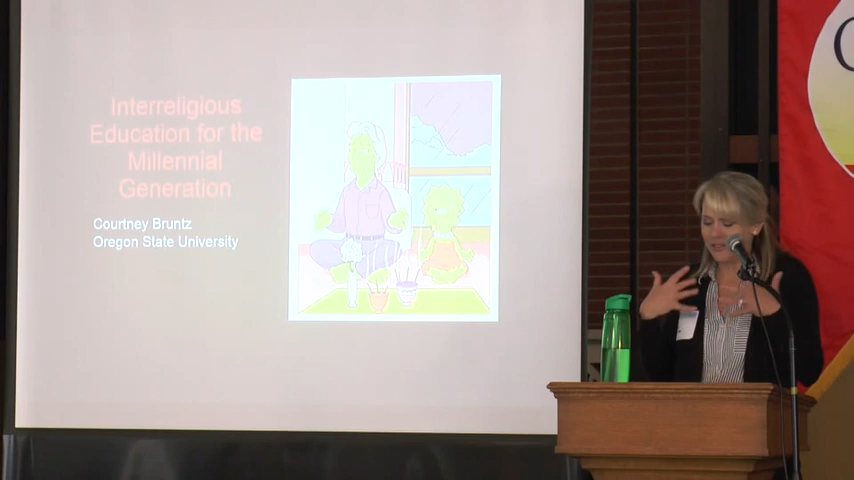 Interreligious
Education for the
Millennial
Generation
Courtney Bruntz
Oregon State University